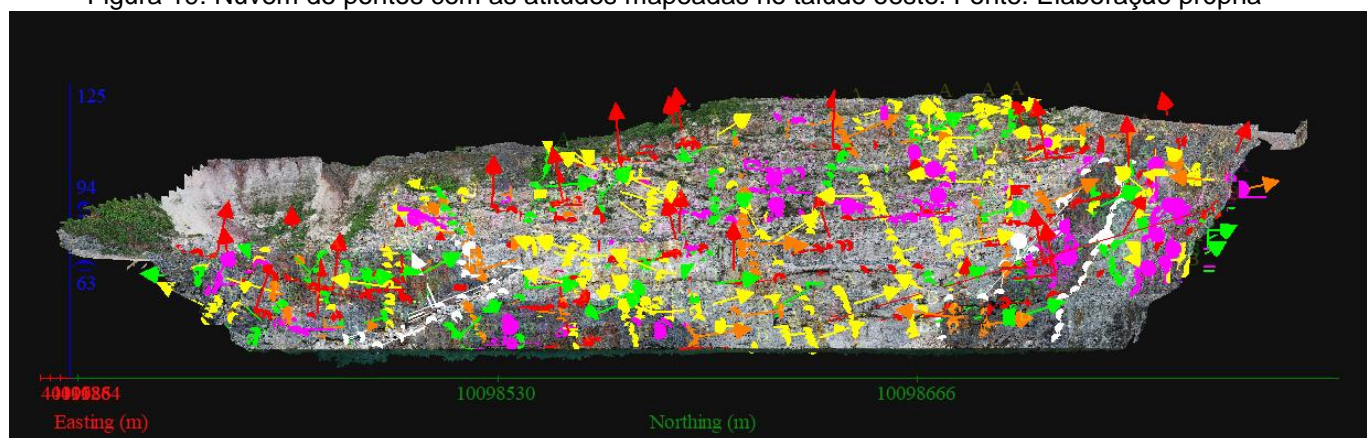 Figura 16. Nuvem de pontos com as atitudes mapeadas no talude oeste. Fonte: Elaboração própria
125
94
63
10098530
10098666
Easting (m)
Northing (m)